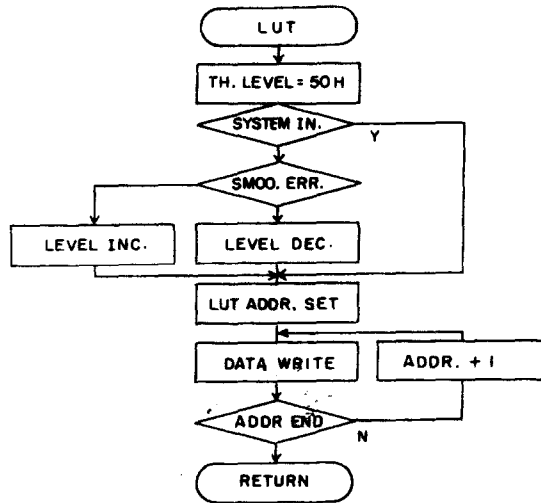 LUT
TH. LEVEL = 50H
SYSTEM IN.
Y
SMOO. ERR.
LEVEL INC.
LEVEL DEC.
LUT ADDR. SET
DATA WRITE
ADDR. + 1
ADDR END
N
RETURN